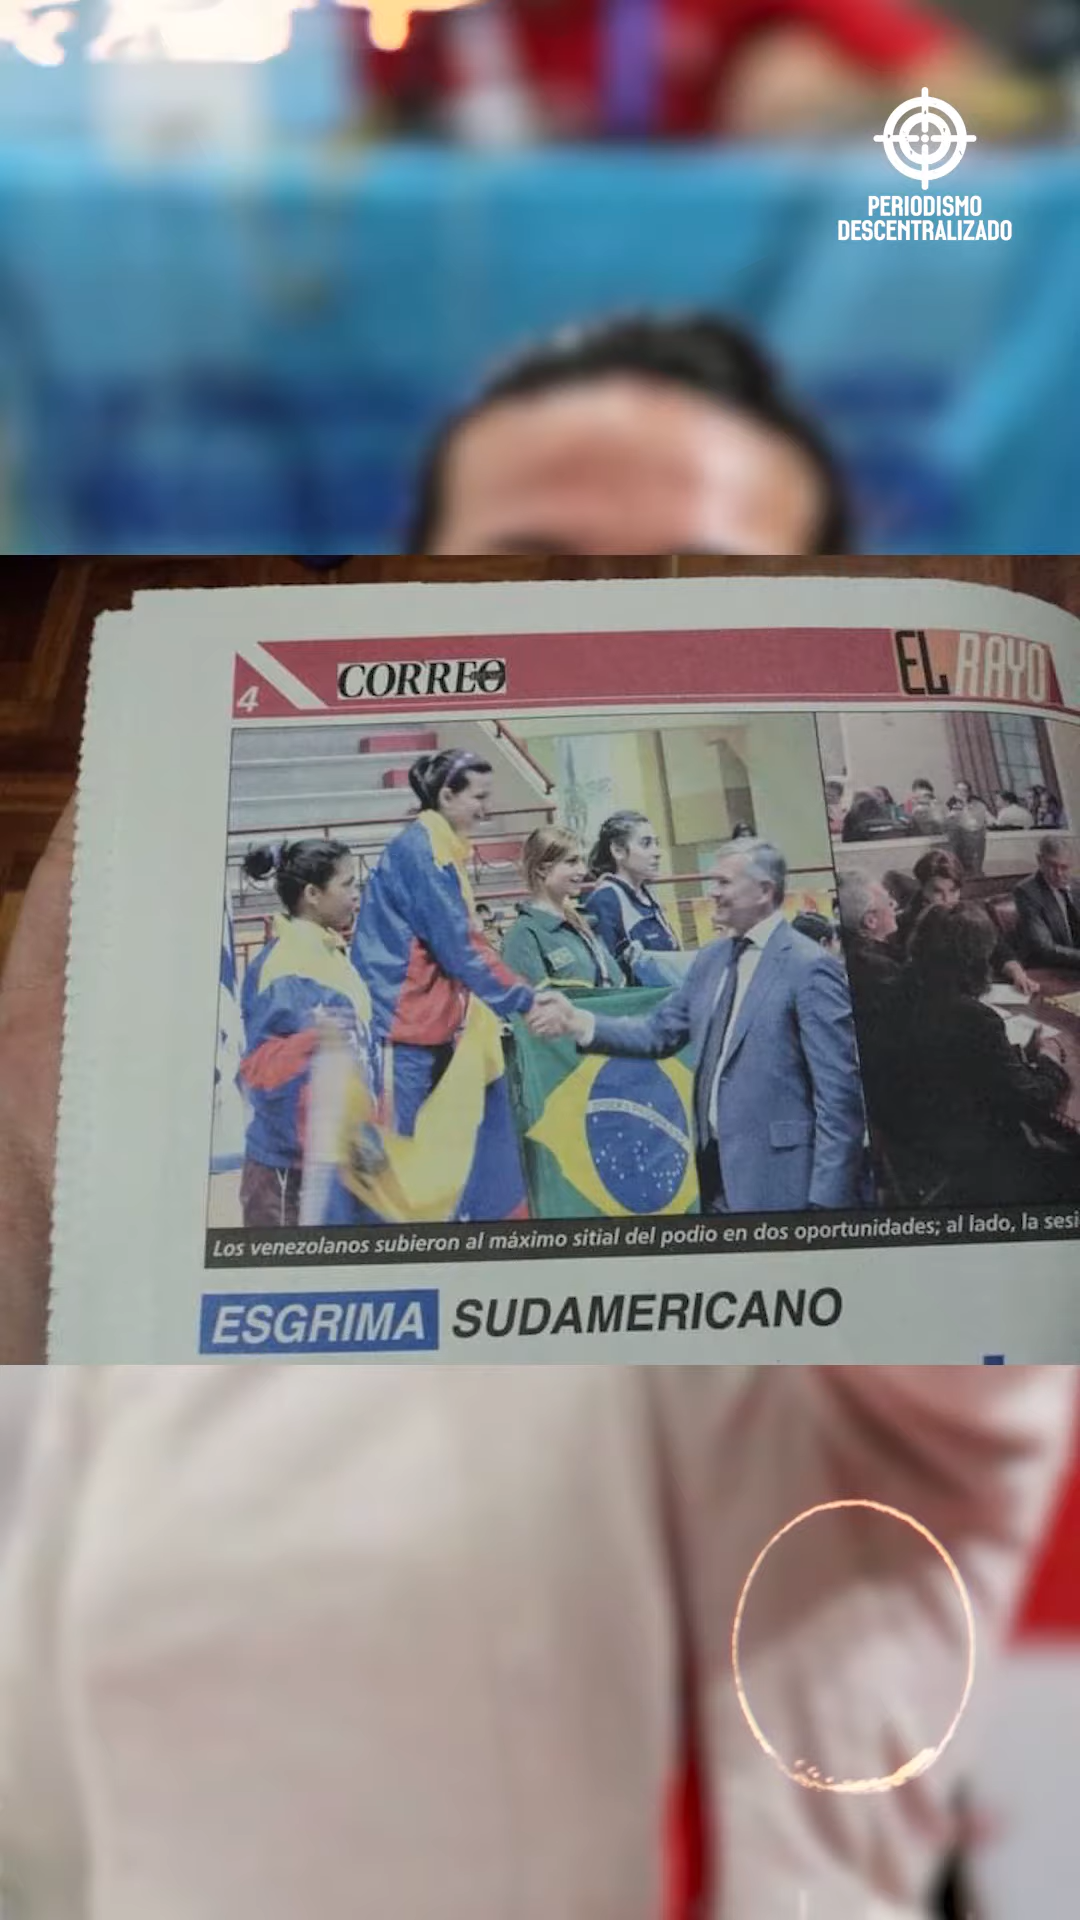 PERIODISMO
DESCENTRALIZADO
4
CORREO
EL RAYO
Los venezolanos subieron al máximo sitial del podio en dos oportunidades; al lado, la sesi
ESGRIMA SUDAMERICANO